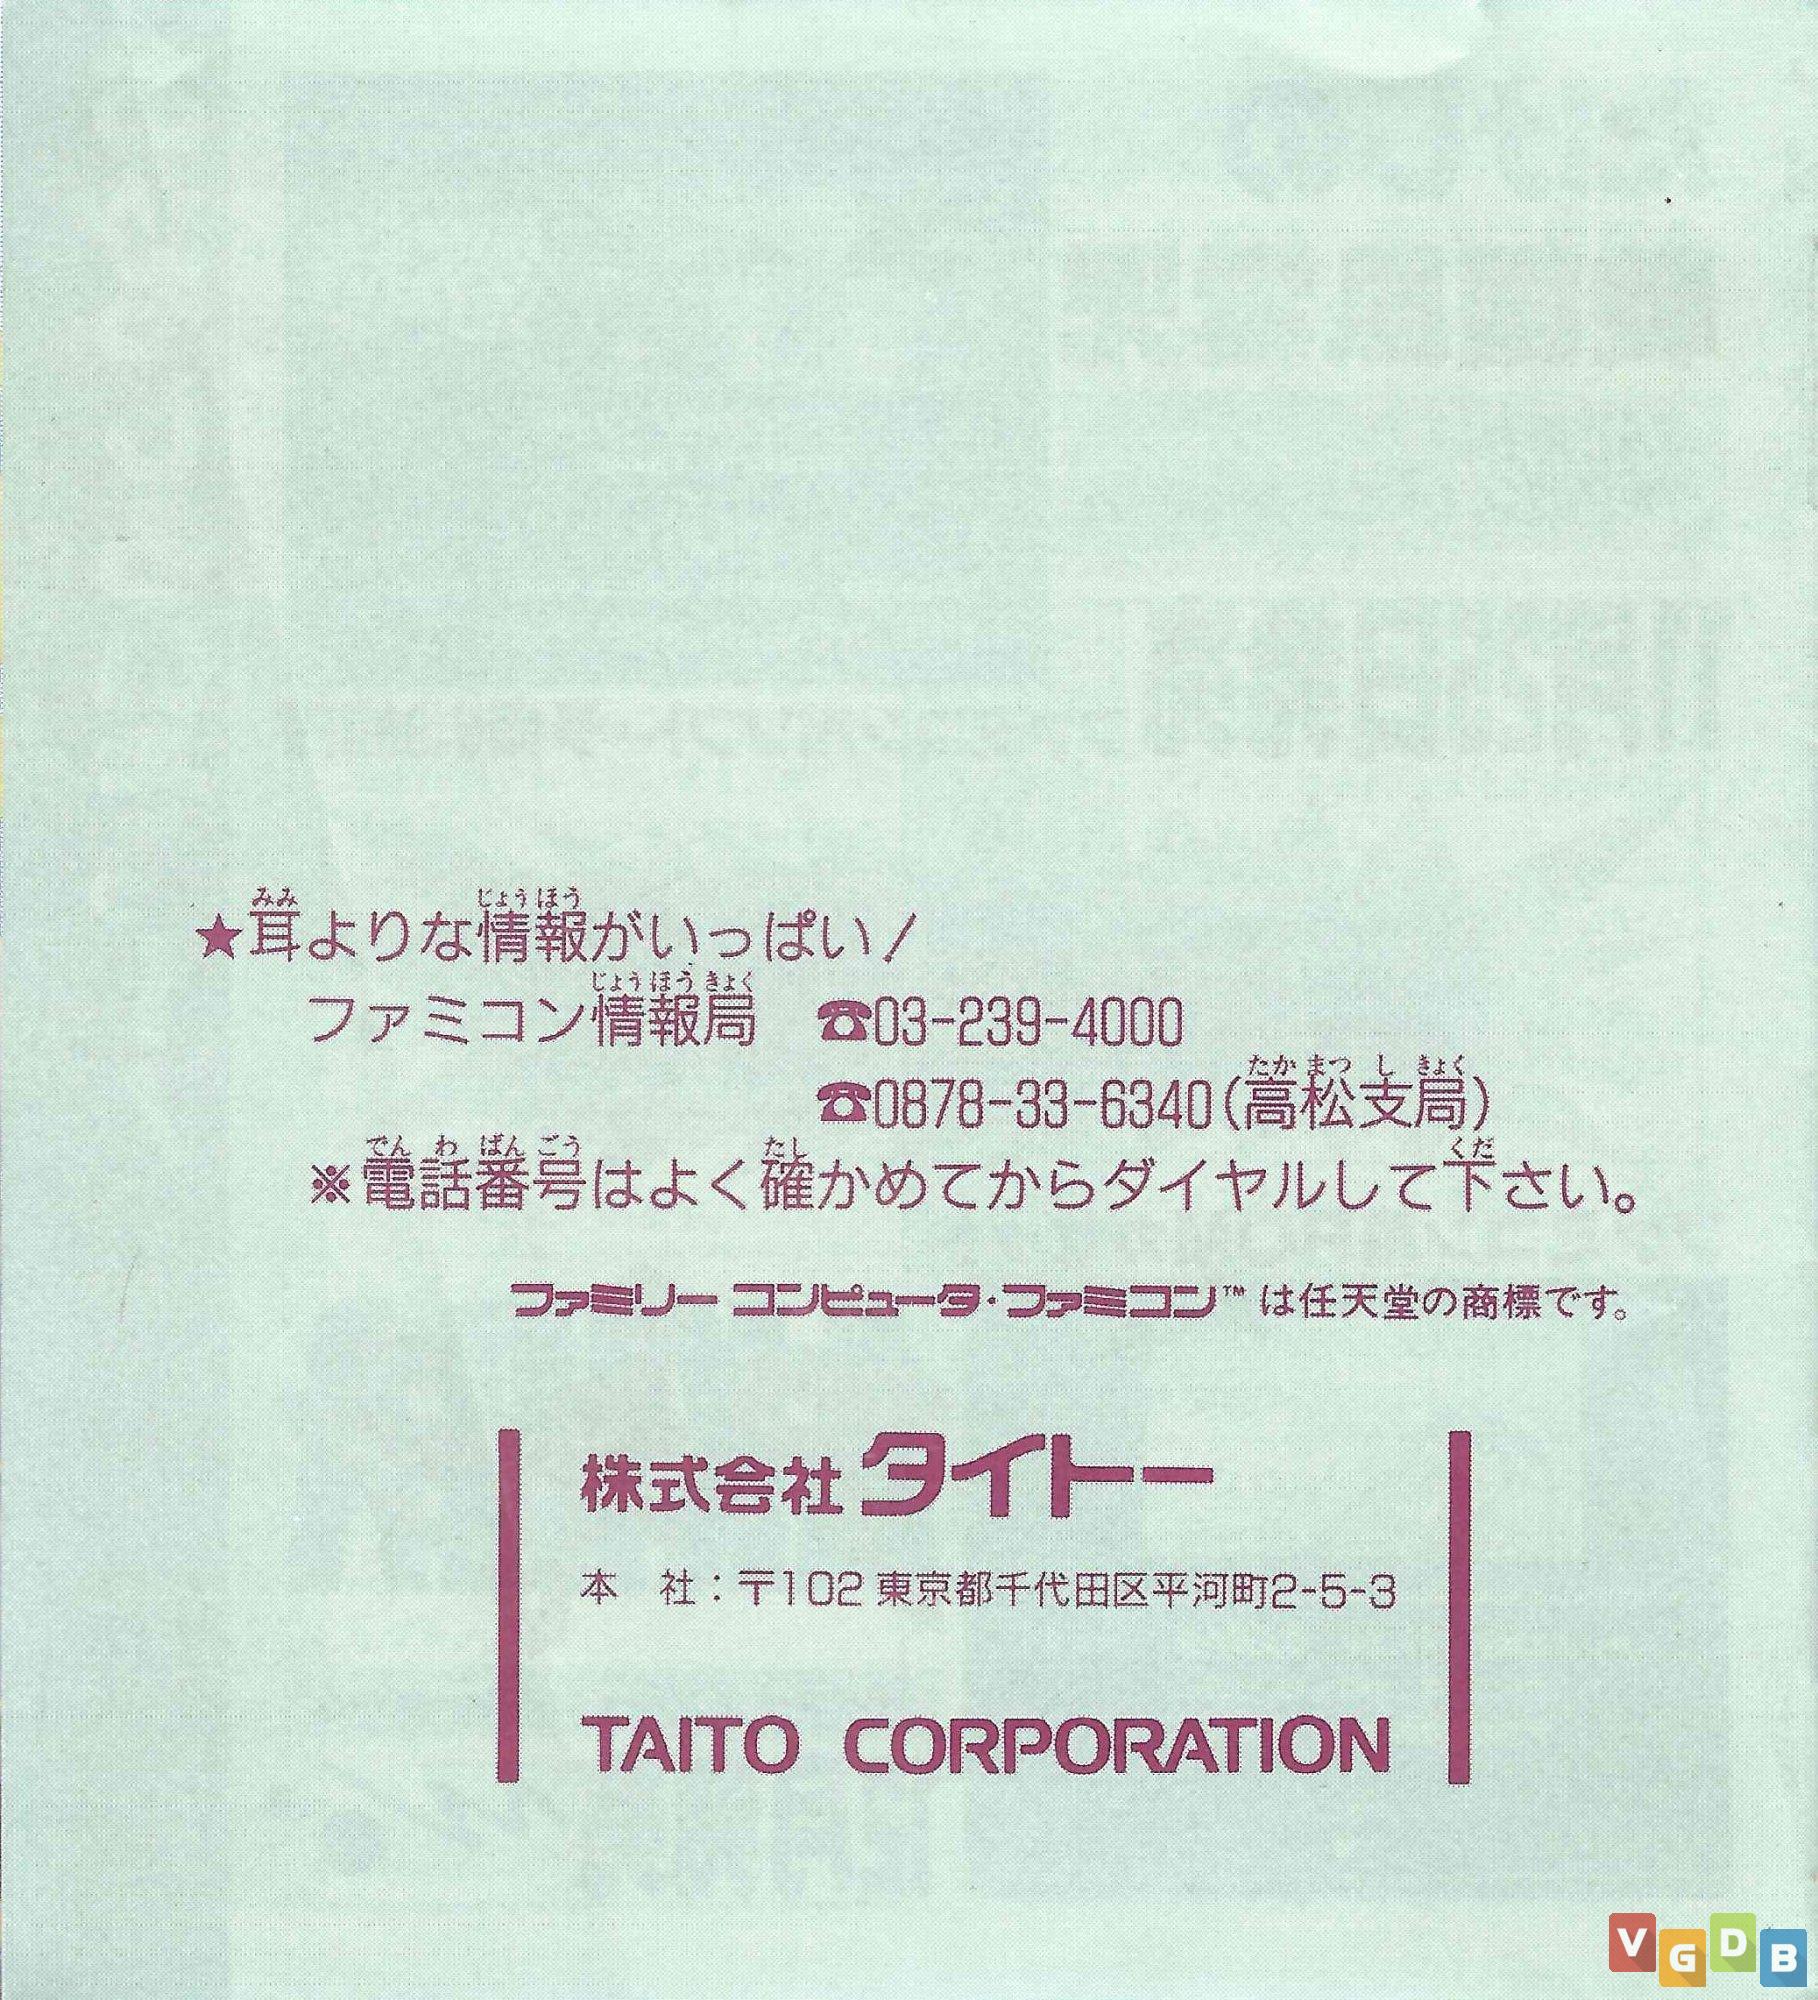 ★耳よりな情報がいっぱい!
ファミコン情報局 ☎03-239-4000
☎0878-33-6340(高松支局)
※電話番号はよく確かめてからダイヤルして下さい。
ファミリーコンピュータ・ファミコン™は任天堂の商標です。
株式会社タイトー
本 社:〒102 東京都千代田区平河町2-5-3
TAITO CORPORATION
VGDB